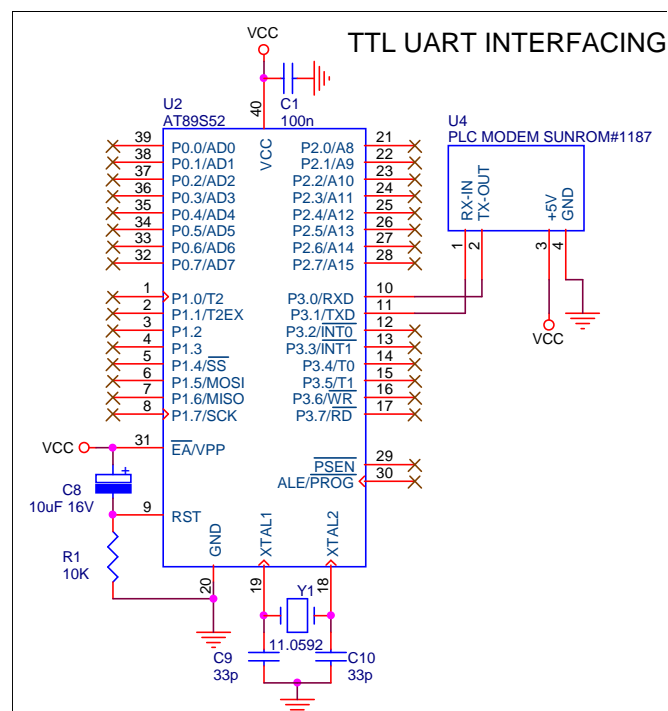 TTL UART INTERFACING
VCC
C1
100n
U2
AT89S52
40
VCC
39 P0.0/AD0
38 P0.1/AD1
37 P0.2/AD2
36 P0.3/AD3
35 P0.4/AD4
34 P0.5/AD5
33 P0.6/AD6
32 P0.7/AD7
1 P1.0/T2
2 P1.1/T2EX
3 P1.2
4 P1.3
5 P1.4/SS
6 P1.5/MOSI
7 P1.6/MISO
8 P1.7/SCK
VCC
31 EA/VPP
9 RST
P2.0/A8 21
P2.1/A9 22
P2.2/A10 23
P2.3/A11 24
P2.4/A12 25
P2.5/A13 26
P2.6/A14 27
P2.7/A15 28
P3.0/RXD 10
P3.1/TXD 11
P3.2/INT0 12
P3.3/INT1 13
P3.4/T0 14
P3.5/T1 15
P3.6/WR 16
P3.7/RD 17
PSEN 29
ALE/PROG 30
GND
20
XTAL1
19
XTAL2
18
U4
PLC MODEM SUNROM#1187
RX-IN
TX-OUT
+5V
GND
1
2
3
4
VCC
+
C8
10uF 16V
R1
10K
Y1
11.0592
C9
33p
C10
33p